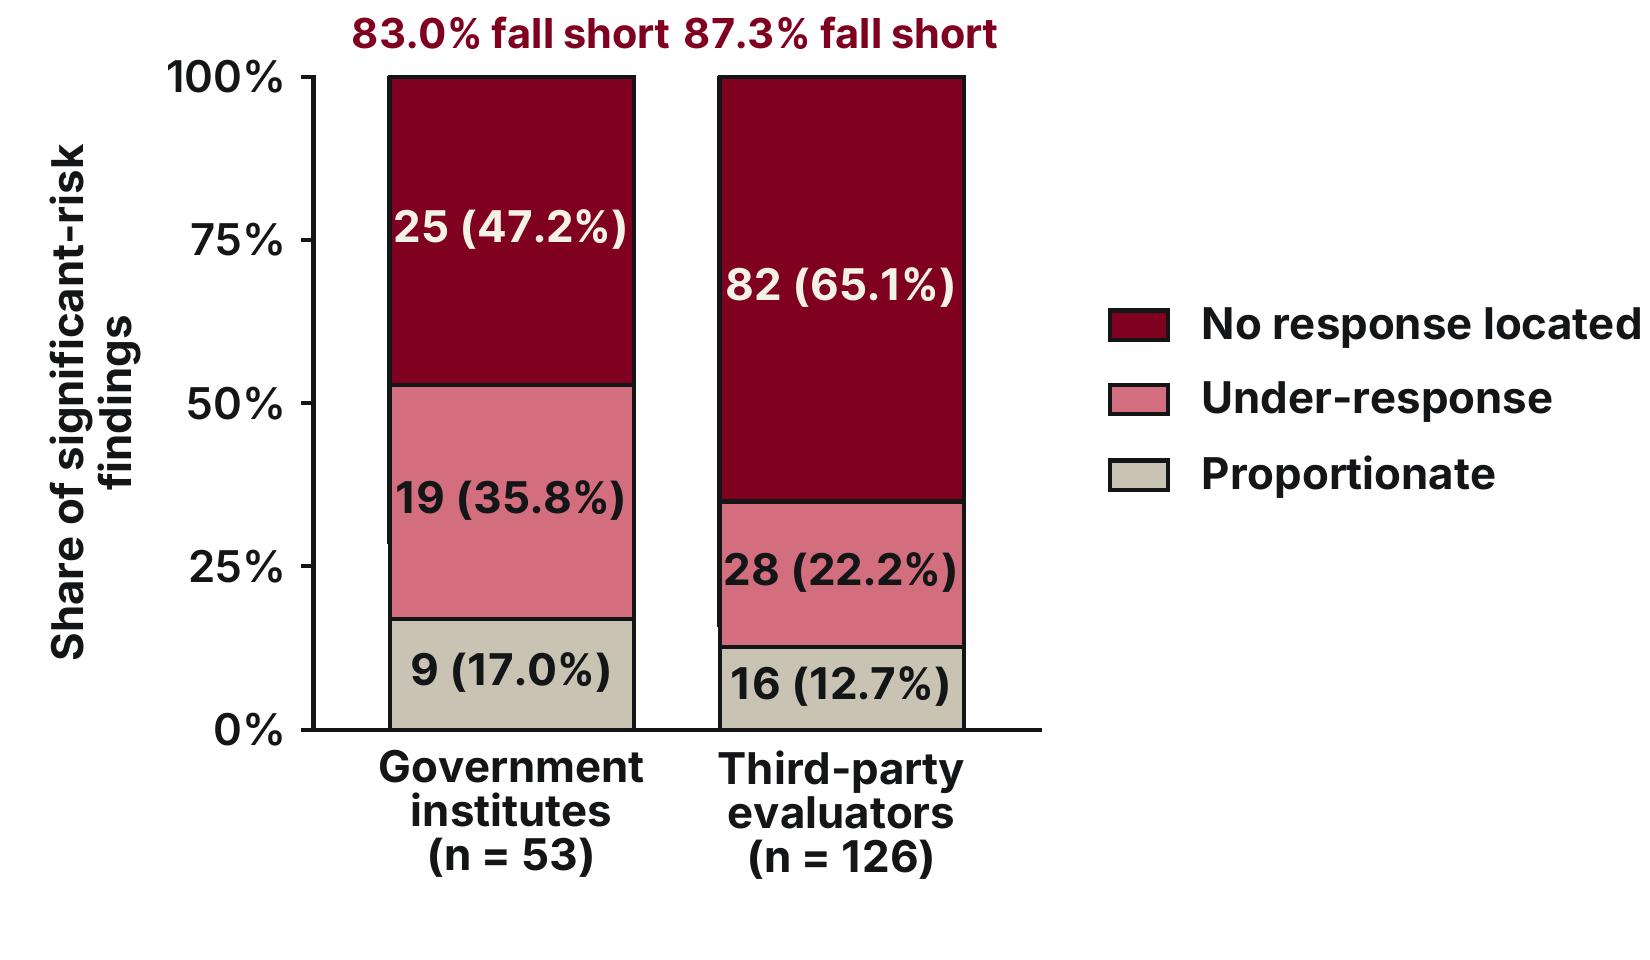 83.0% fall short 87.3% fall short
100%
75%
50%
25%
0%
Share of significant-risk
findings
25 (47.2%)
19 (35.8%)
9 (17.0%)
82 (65.1%)
28 (22.2%)
16 (12.7%)
Government
institutes
(n = 53)
Third-party
evaluators
(n = 126)
No response located
Under-response
Proportionate